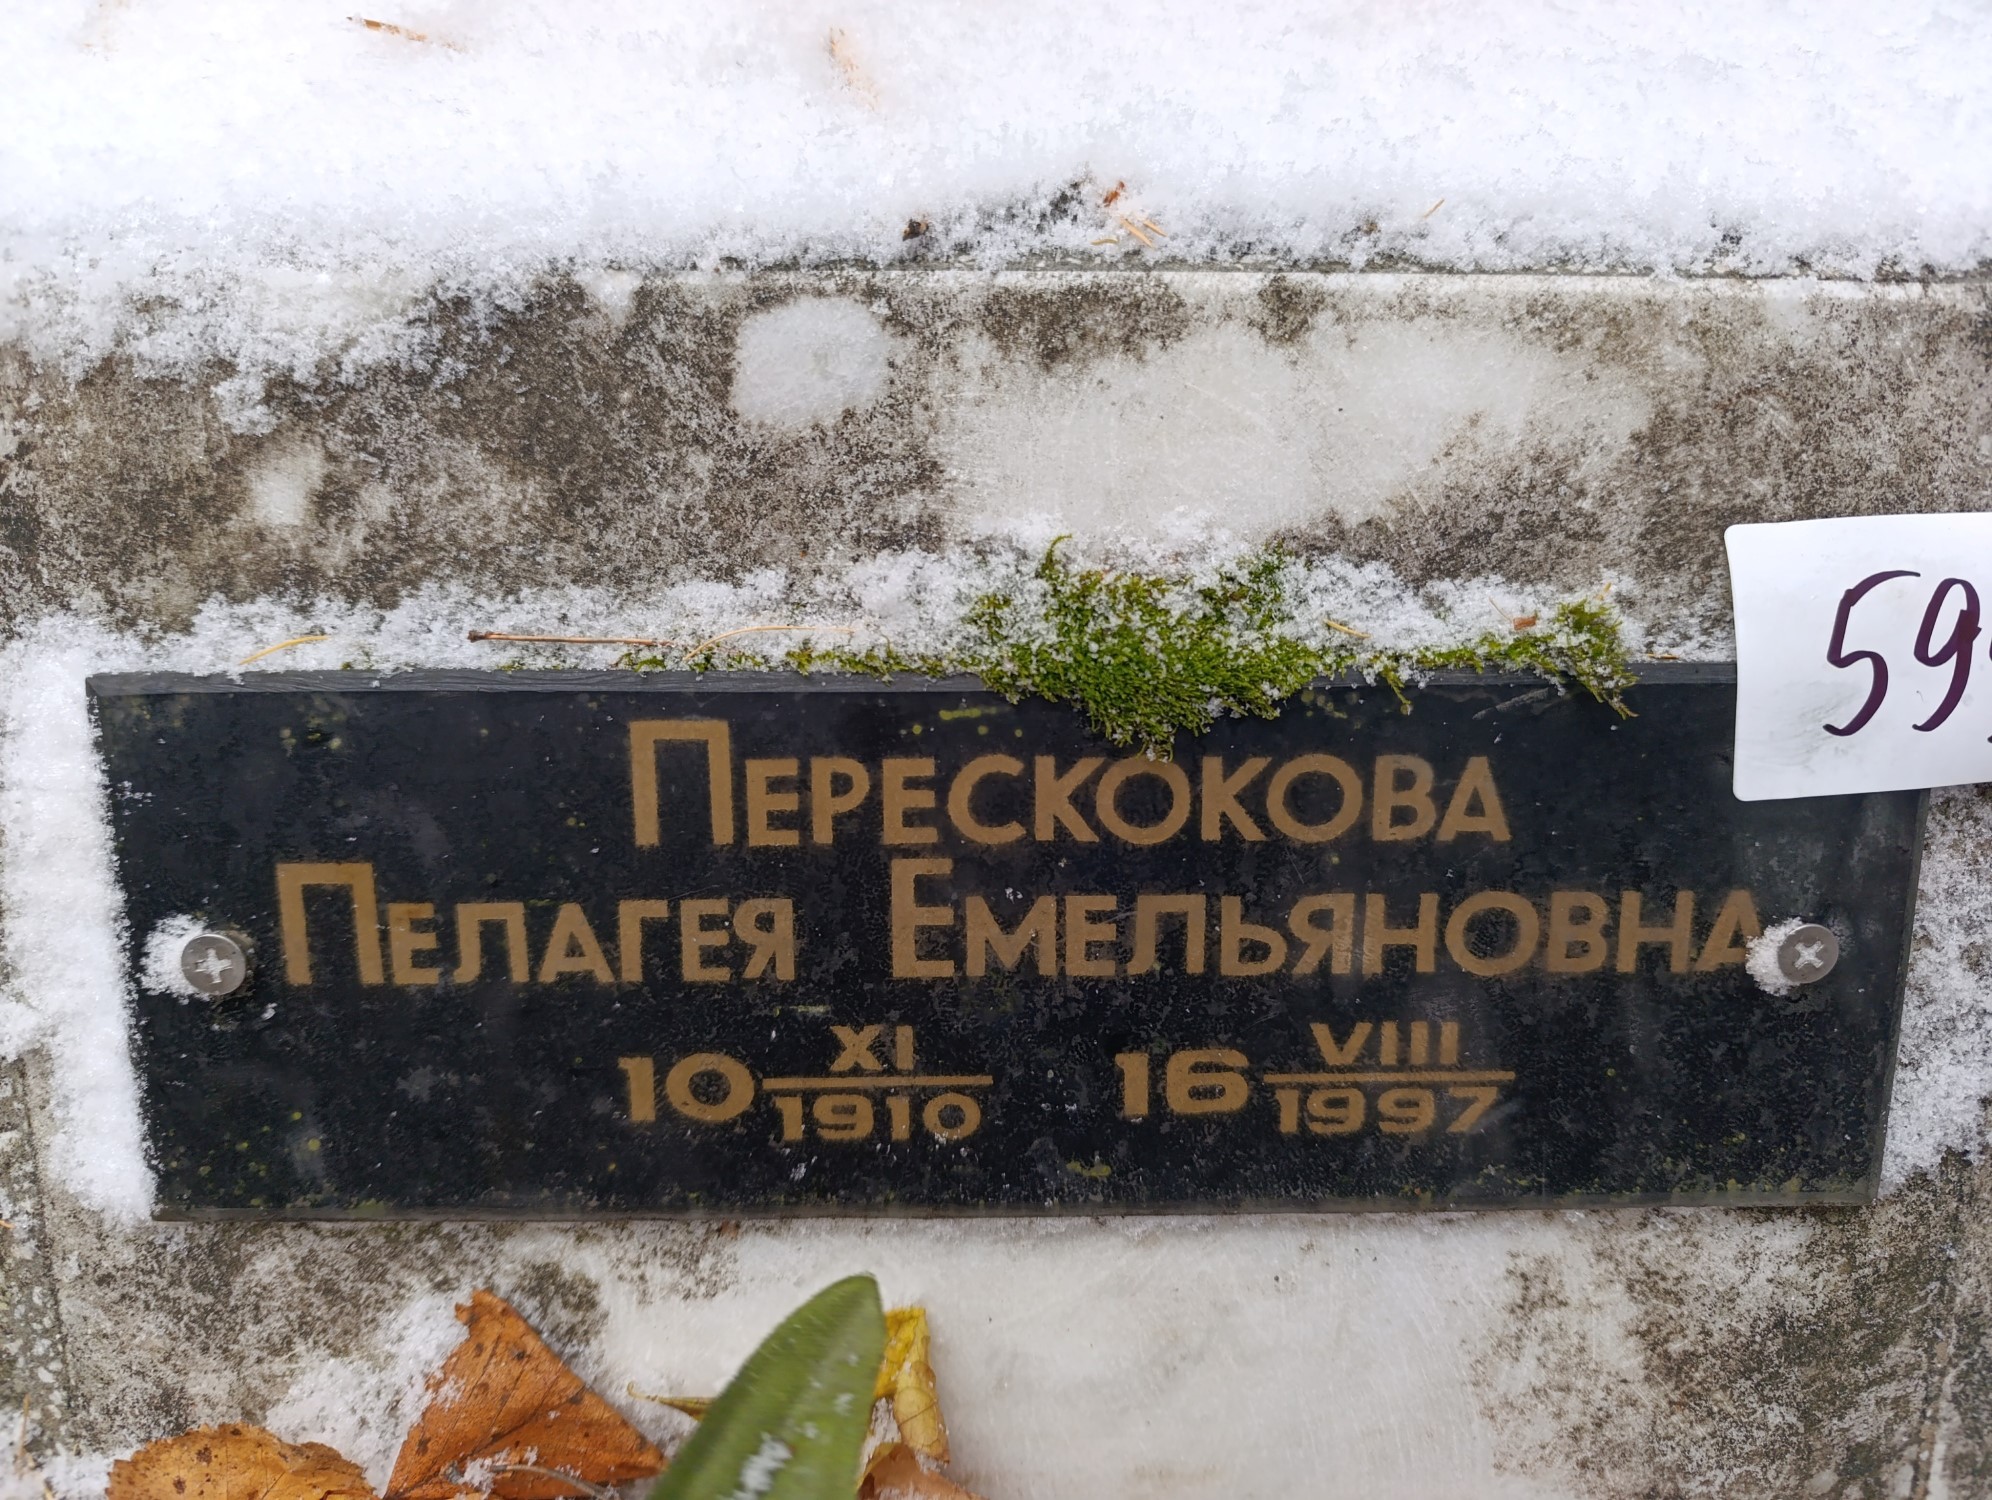 Перескокова
Пелагея Емельяновна
10 XI 1910 16 VIII 1997